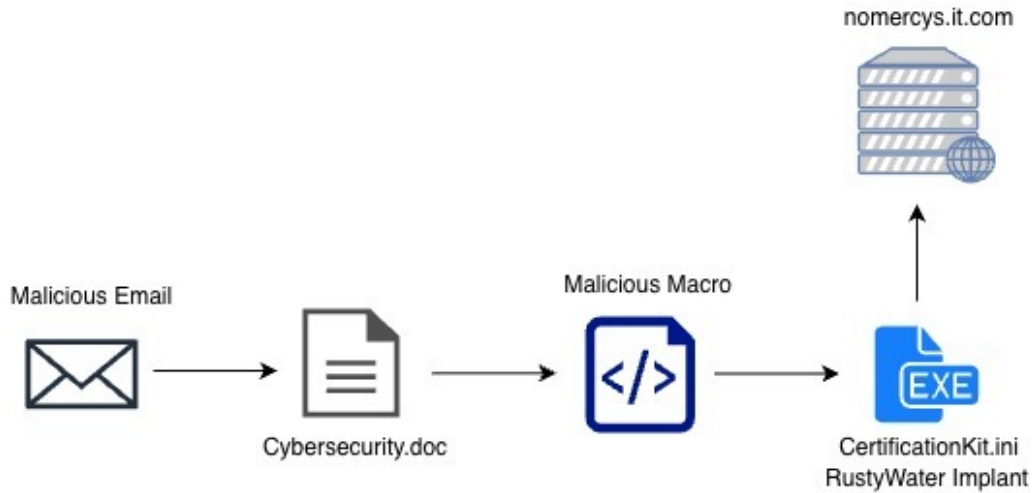 nomercys.it.com
Malicious Email
Cybersecurity.doc
Malicious Macro
</>
EXE
CertificationKit.ini
RustyWater Implant